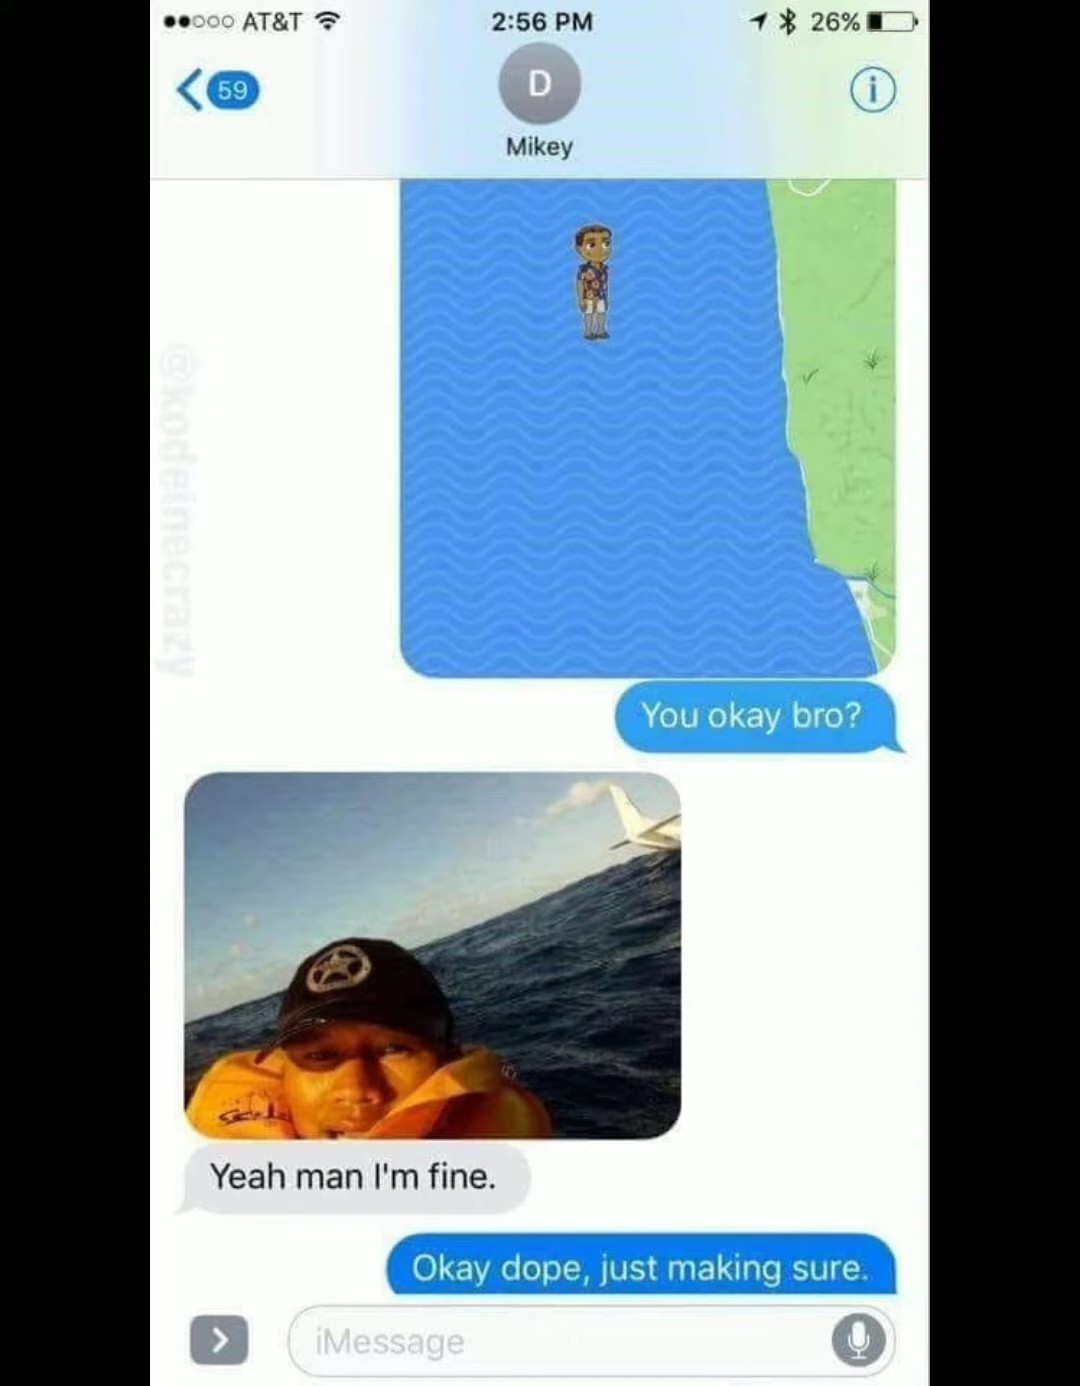 AT&T 2:56 PM 26%
59
D
Mikey
@kodeinecrazy
You okay bro?
Yeah man I'm fine.
Okay dope, just making sure.
iMessage